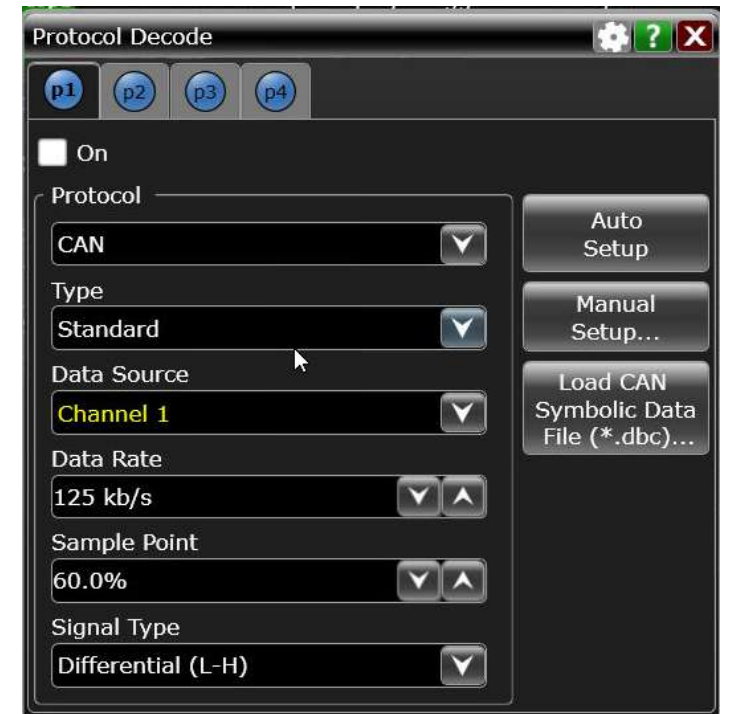 Protocol Decode
?
X
p1
p2
p3
p4
On
Protocol
CAN
Type
Standard
Data Source
Channel 1
Data Rate
125 kb/s
Sample Point
60.0%
Signal Type
Differential (L-H)
Auto
Setup
Manual
Setup...
Load CAN
Symbolic Data
File (*.dbc)...